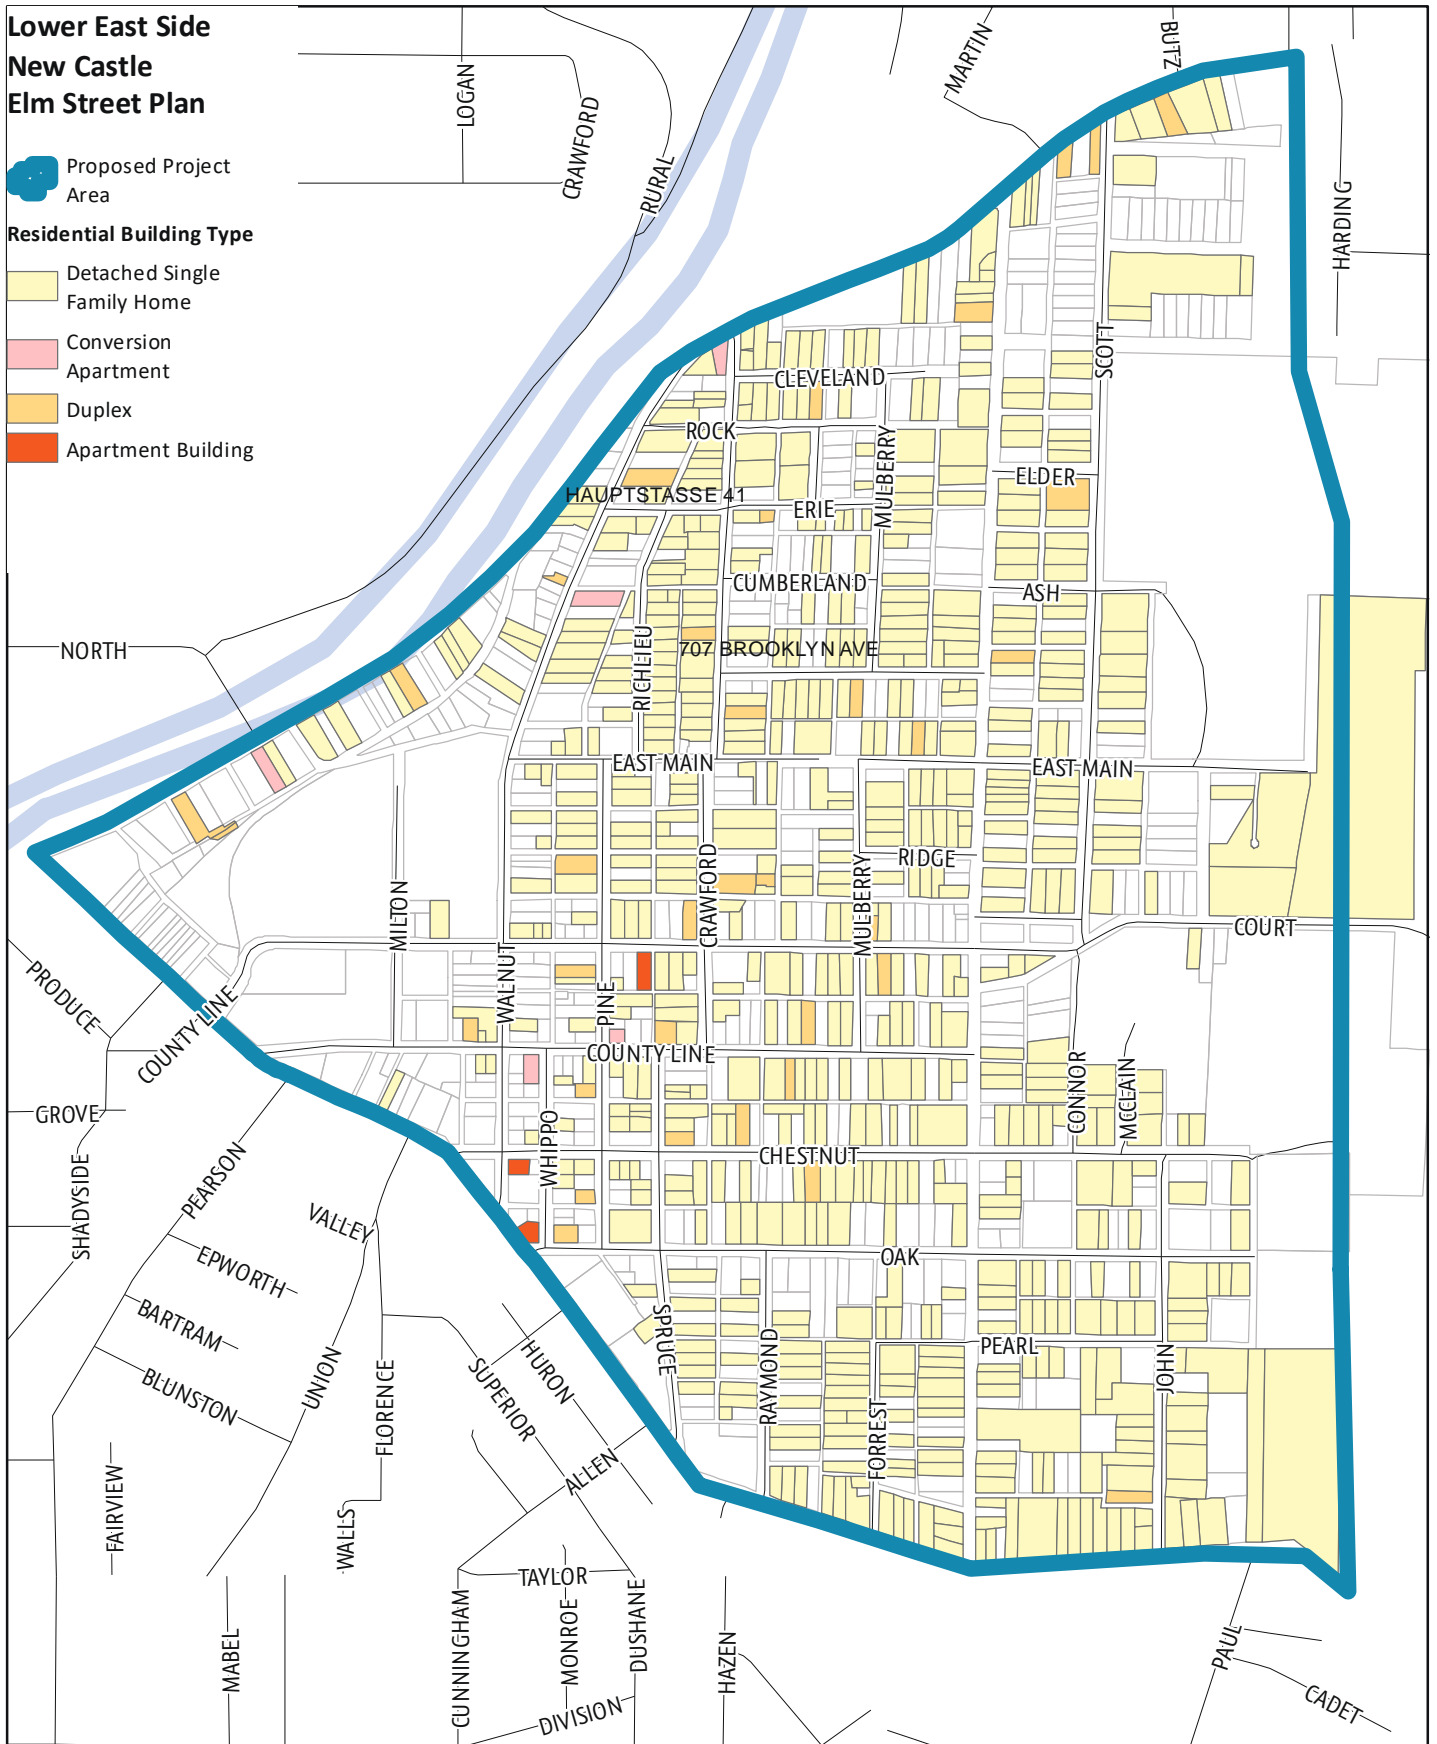 Lower East Side
New Castle
Elm Street Plan
Proposed Project
Area
Residential Building Type
Detached Single
Family Home
Conversion
Apartment
Duplex
Apartment Building
LOGAN
CRAWFORD
RURAL
MARTIN
BUTZ
HARDING
SCOTT
CLEVELAND
ROCK
MULBERRY
ELDER
HAUPTSTASSE 41
ERIE
CUMBERLAND
ASH
NORTH
RICHLIEU
707 BROOKLYN AVE
EAST MAIN
EAST MAIN
RIDGE
CRAWFORD
MULBERRY
MILTON
COURT
WALNUT
PINE
PRODUCE
COUNTY LINE
COUNTY LINE
CONNOR
MCCLAIN
GROVE
WHIPPO
CHESTNUT
SHADYSIDE
PEARSON
VALLEY
EPWORTH
OAK
BARTRAM
SPRUCE
RAYMOND
PEARL
JOHN
BLUNSTON
UNION
FLORENCE
SUPERIOR
HURON
FORREST
ALLEN
FAIRVIEW
WALLS
TAYLOR
MABEL
CUNNINGHAM
MONROE
DUSHANE
HAZEN
DIVISION
PAUL
CADET